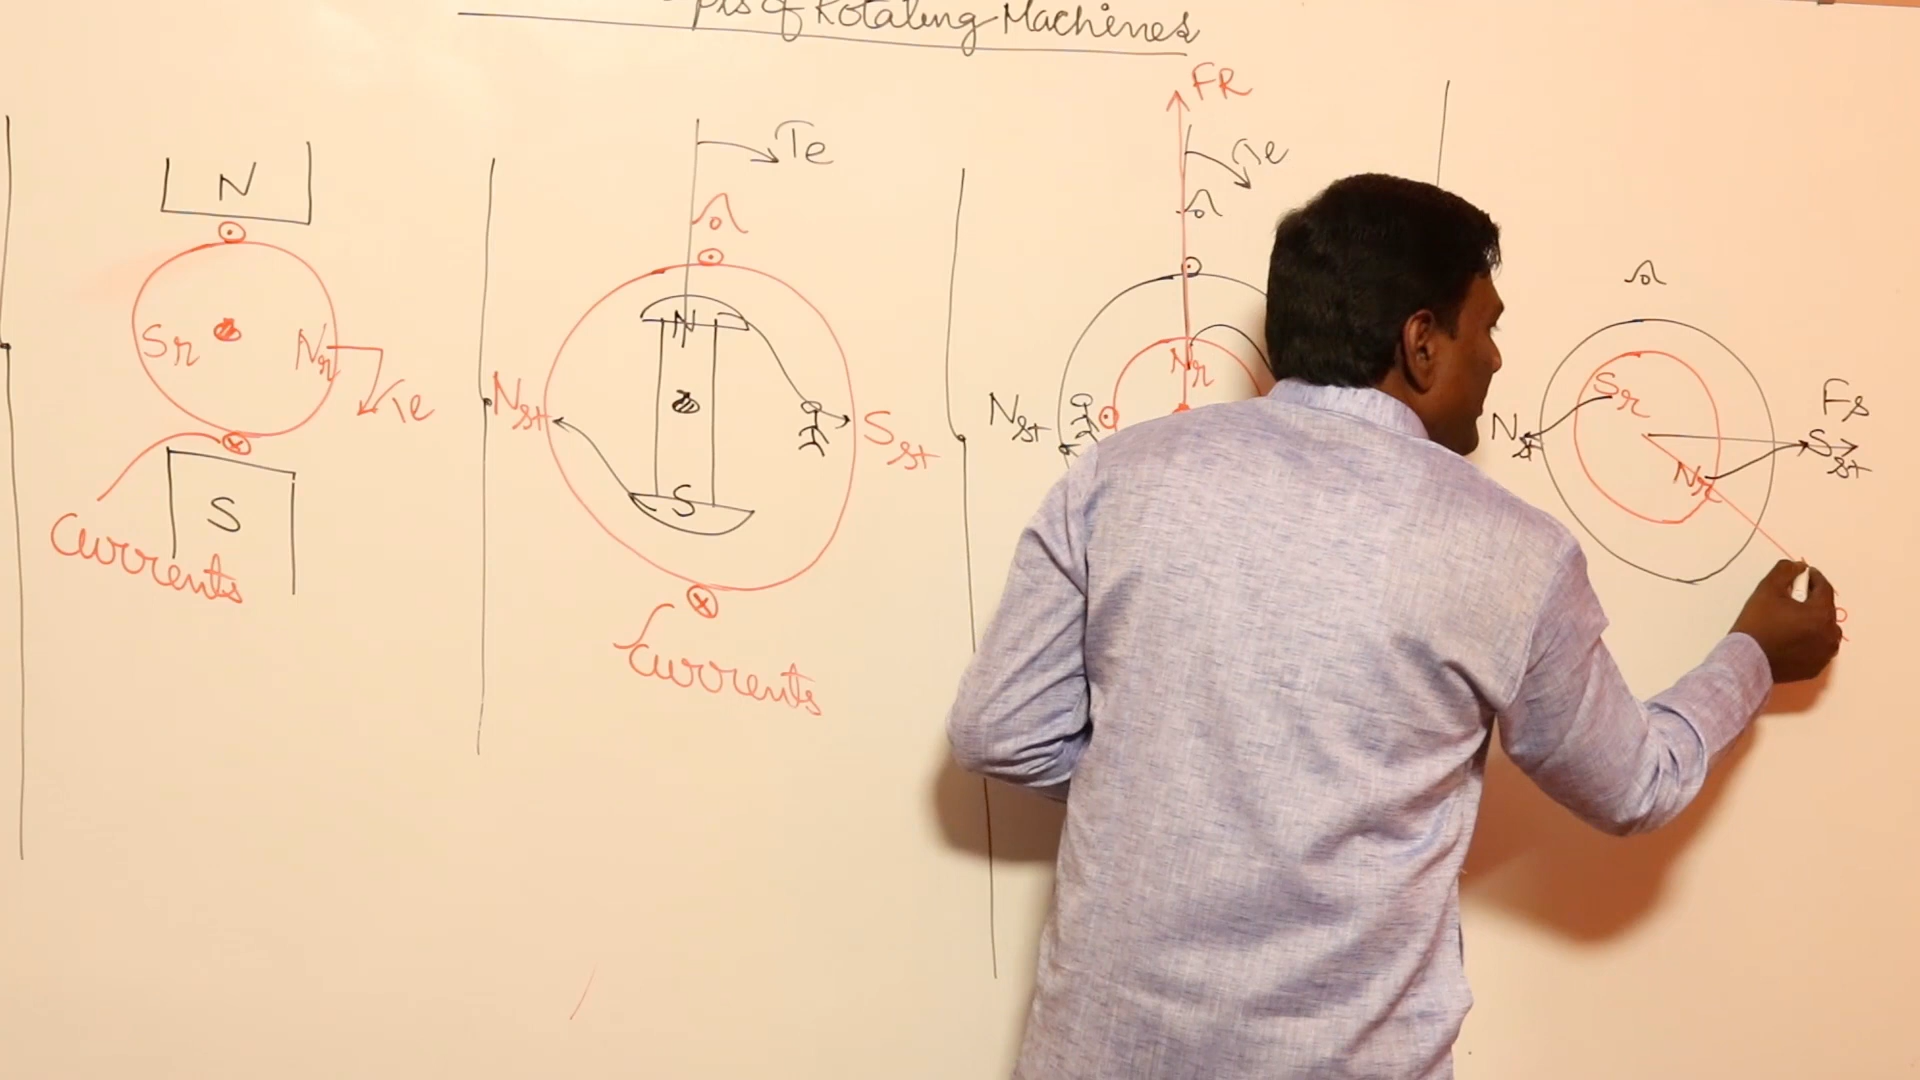 of Rotating Machines
N
Sr
Nr
Te
S
Currents
Te
N
Nst
Sst
S
Currents
FR
Te
Nr
Nst
Sr
Fs
Nst
Sst
Nr